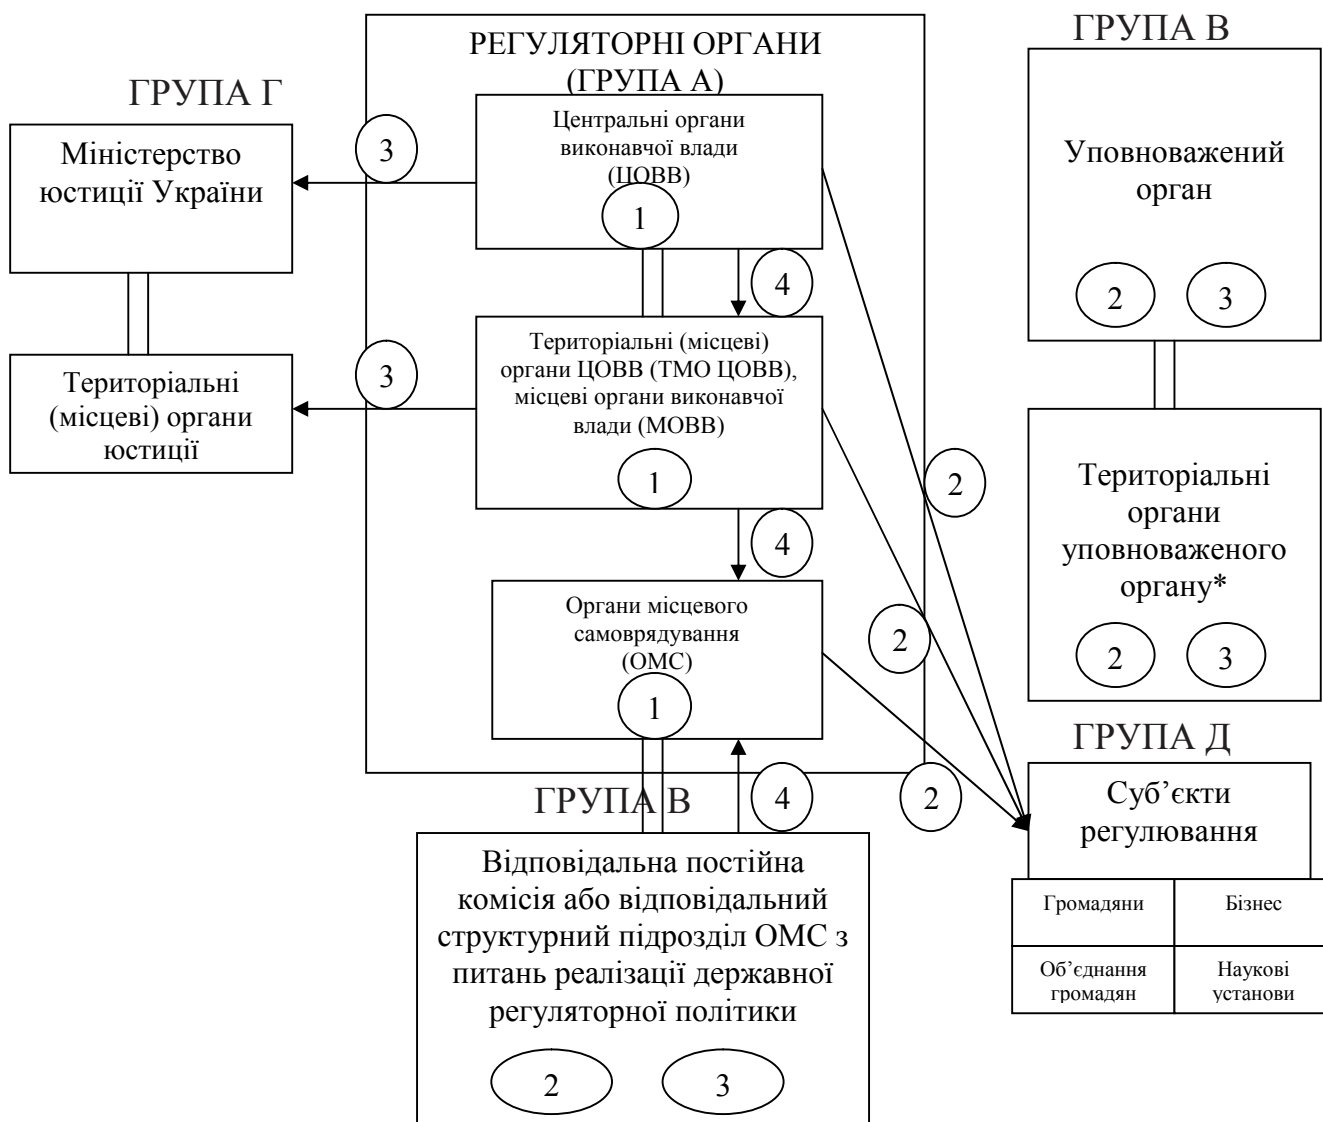 РЕГУЛЯТОРНІ ОРГАНИ
(ГРУПА А)
ГРУПА В
ГРУПА Г
Міністерство
юстиції України
3
Центральні органи
виконавчої влади
(ЦОВВ)
1
4
Уповноважений
орган
2 3
Територіальні
(місцеві) органи
юстиції
3
Територіальні (місцеві)
органи ЦОВВ (ТМО ЦОВВ),
місцеві органи виконавчої
влади (МОВВ)
1
4
2
Територіальні
органи
уповноваженого
органу*
2 3
Органи місцевого
самоврядування
(ОМС)
1
2
4
2
ГРУПА В
Відповідальна постійна
комісія або відповідальний
структурний підрозділ ОМС з
питань реалізації державної
регуляторної політики
2 3
ГРУПА Д
Суб’єкти
регулювання
Громадяни
Бізнес
Об’єднання
громадян
Наукові
установи